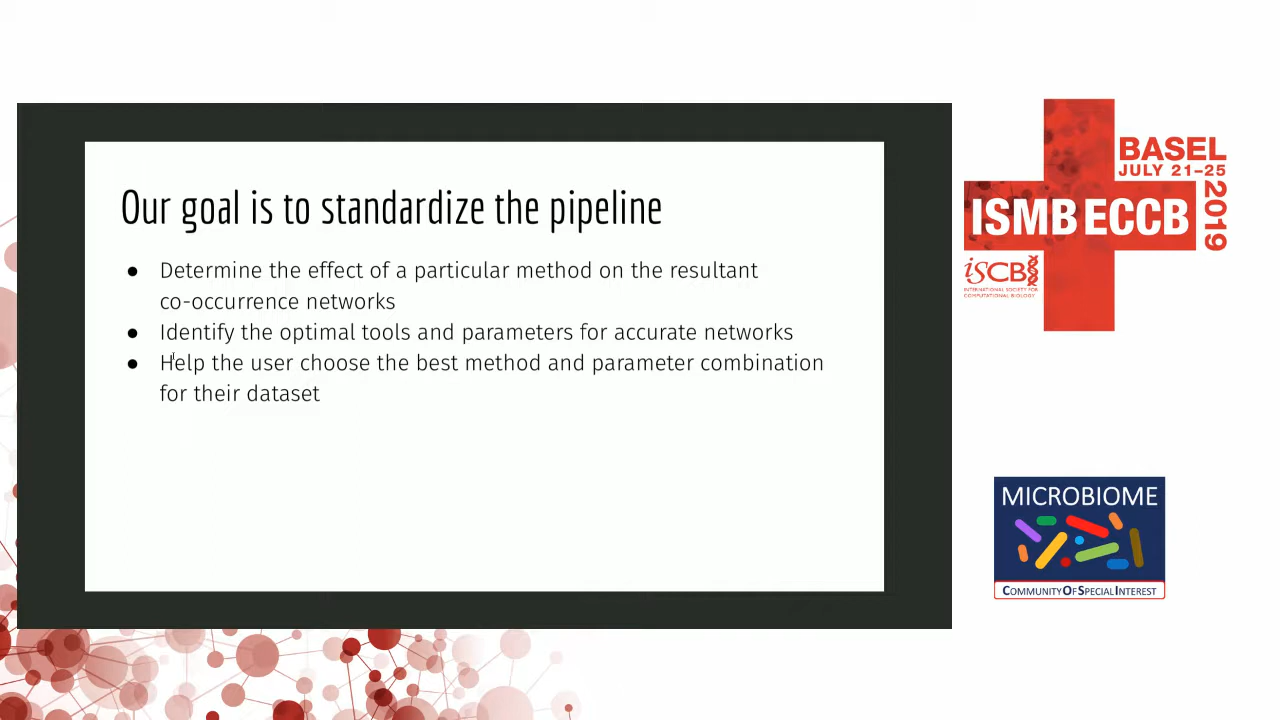 Our goal is to standardize the pipeline
● Determine the effect of a particular method on the resultant
co-occurrence networks
● Identify the optimal tools and parameters for accurate networks
● Help the user choose the best method and parameter combination
for their dataset
BASEL
JULY 21–25
2019
ISMB ECCB
ISCB
INTERNATIONAL SOCIETY FOR
COMPUTATIONAL BIOLOGY
MICROBIOME
COMMUNITY OF SPECIAL INTEREST